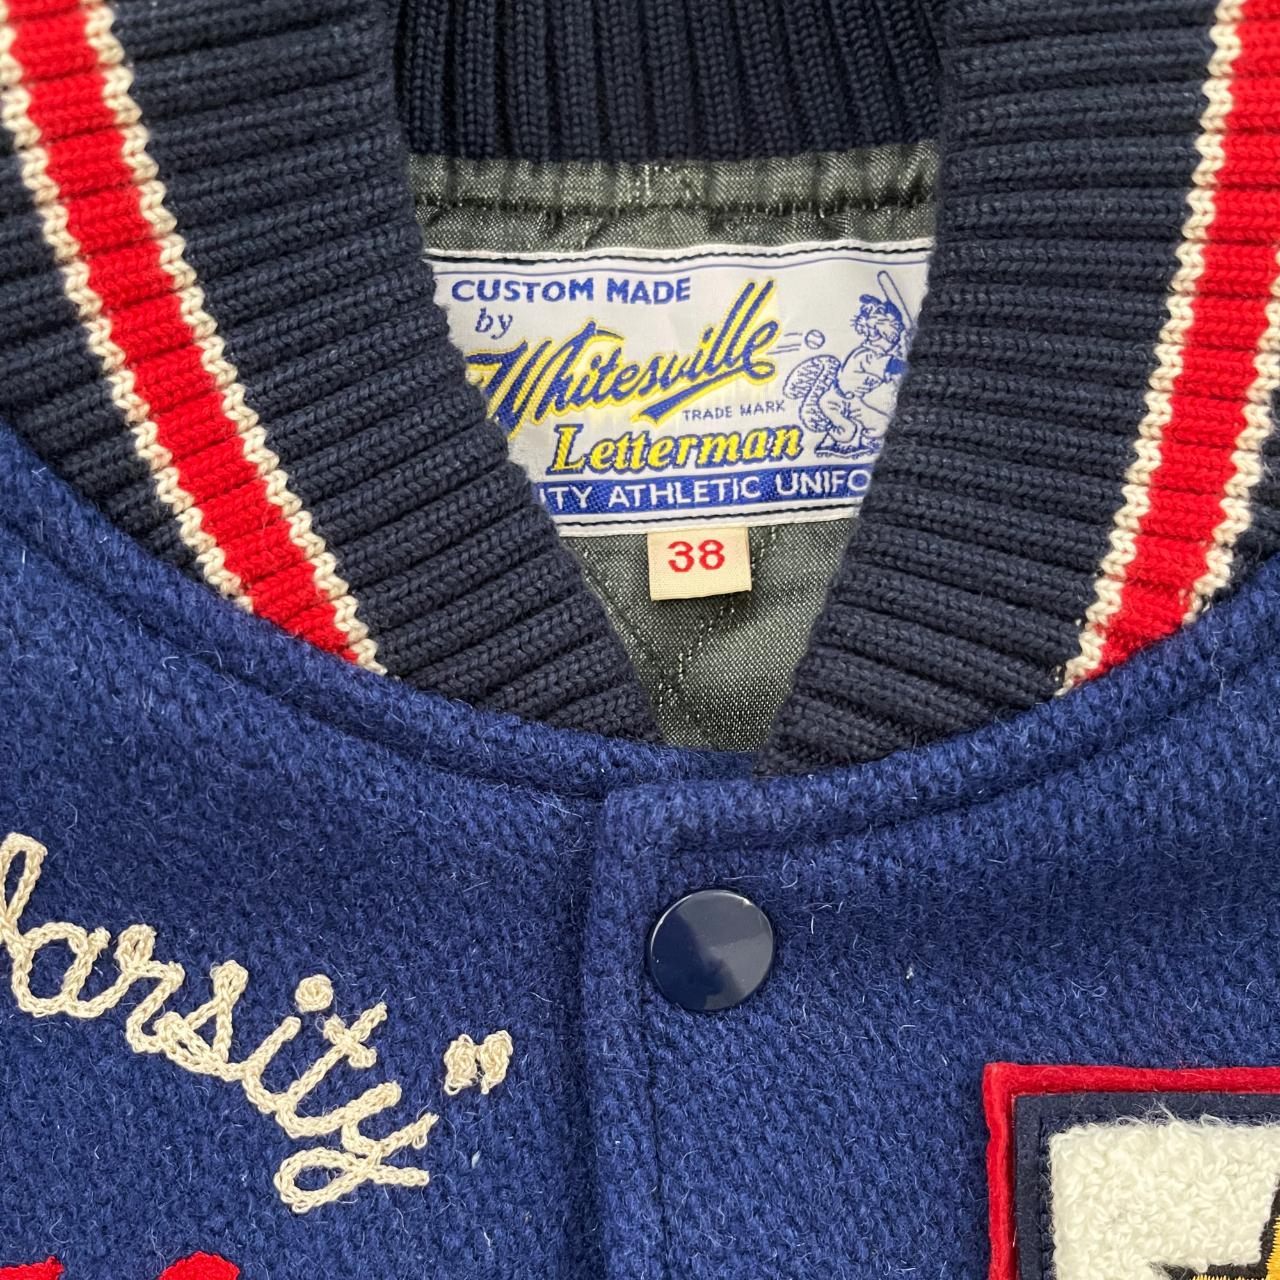 CUSTOM MADE
by
Whitesville
TRADE MARK
Letterman
ATHLETIC
38
Varsity"